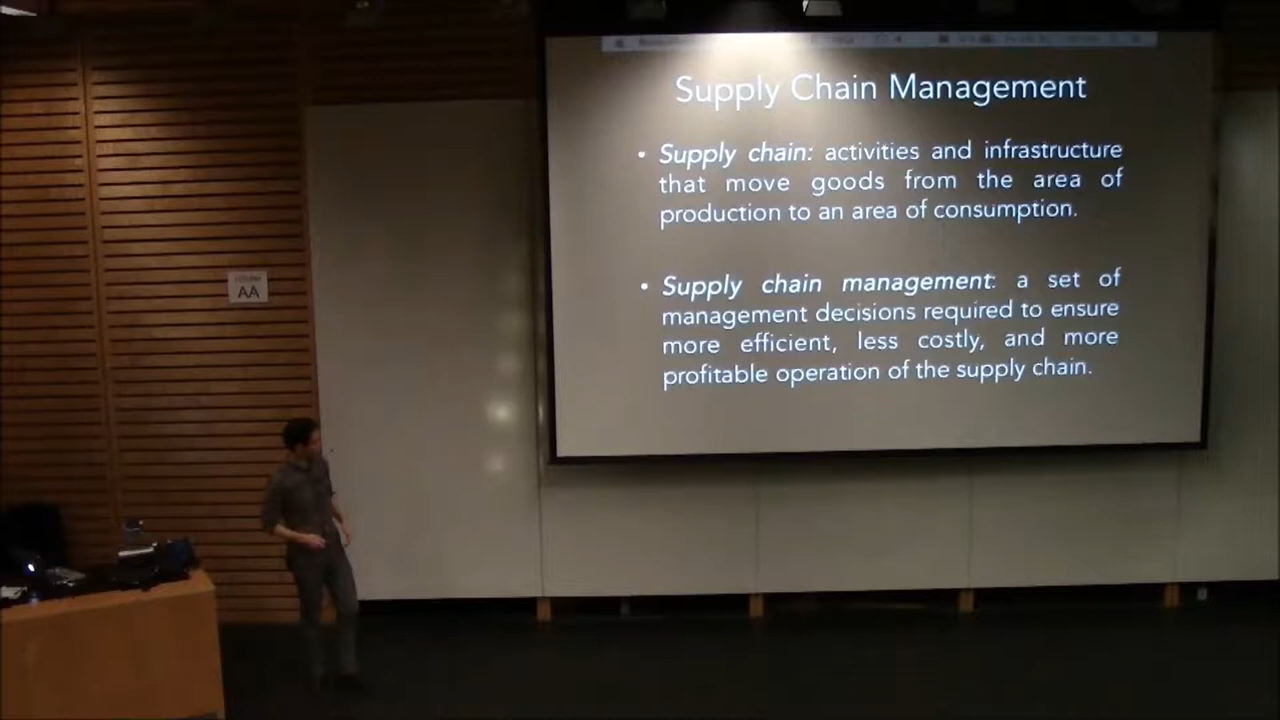 Supply Chain Management
• Supply chain: activities and infrastructure
that move goods from the area of
production to an area of consumption.
• Supply chain management: a set of
management decisions required to ensure
more efficient, less costly, and more
profitable operation of the supply chain.
AA